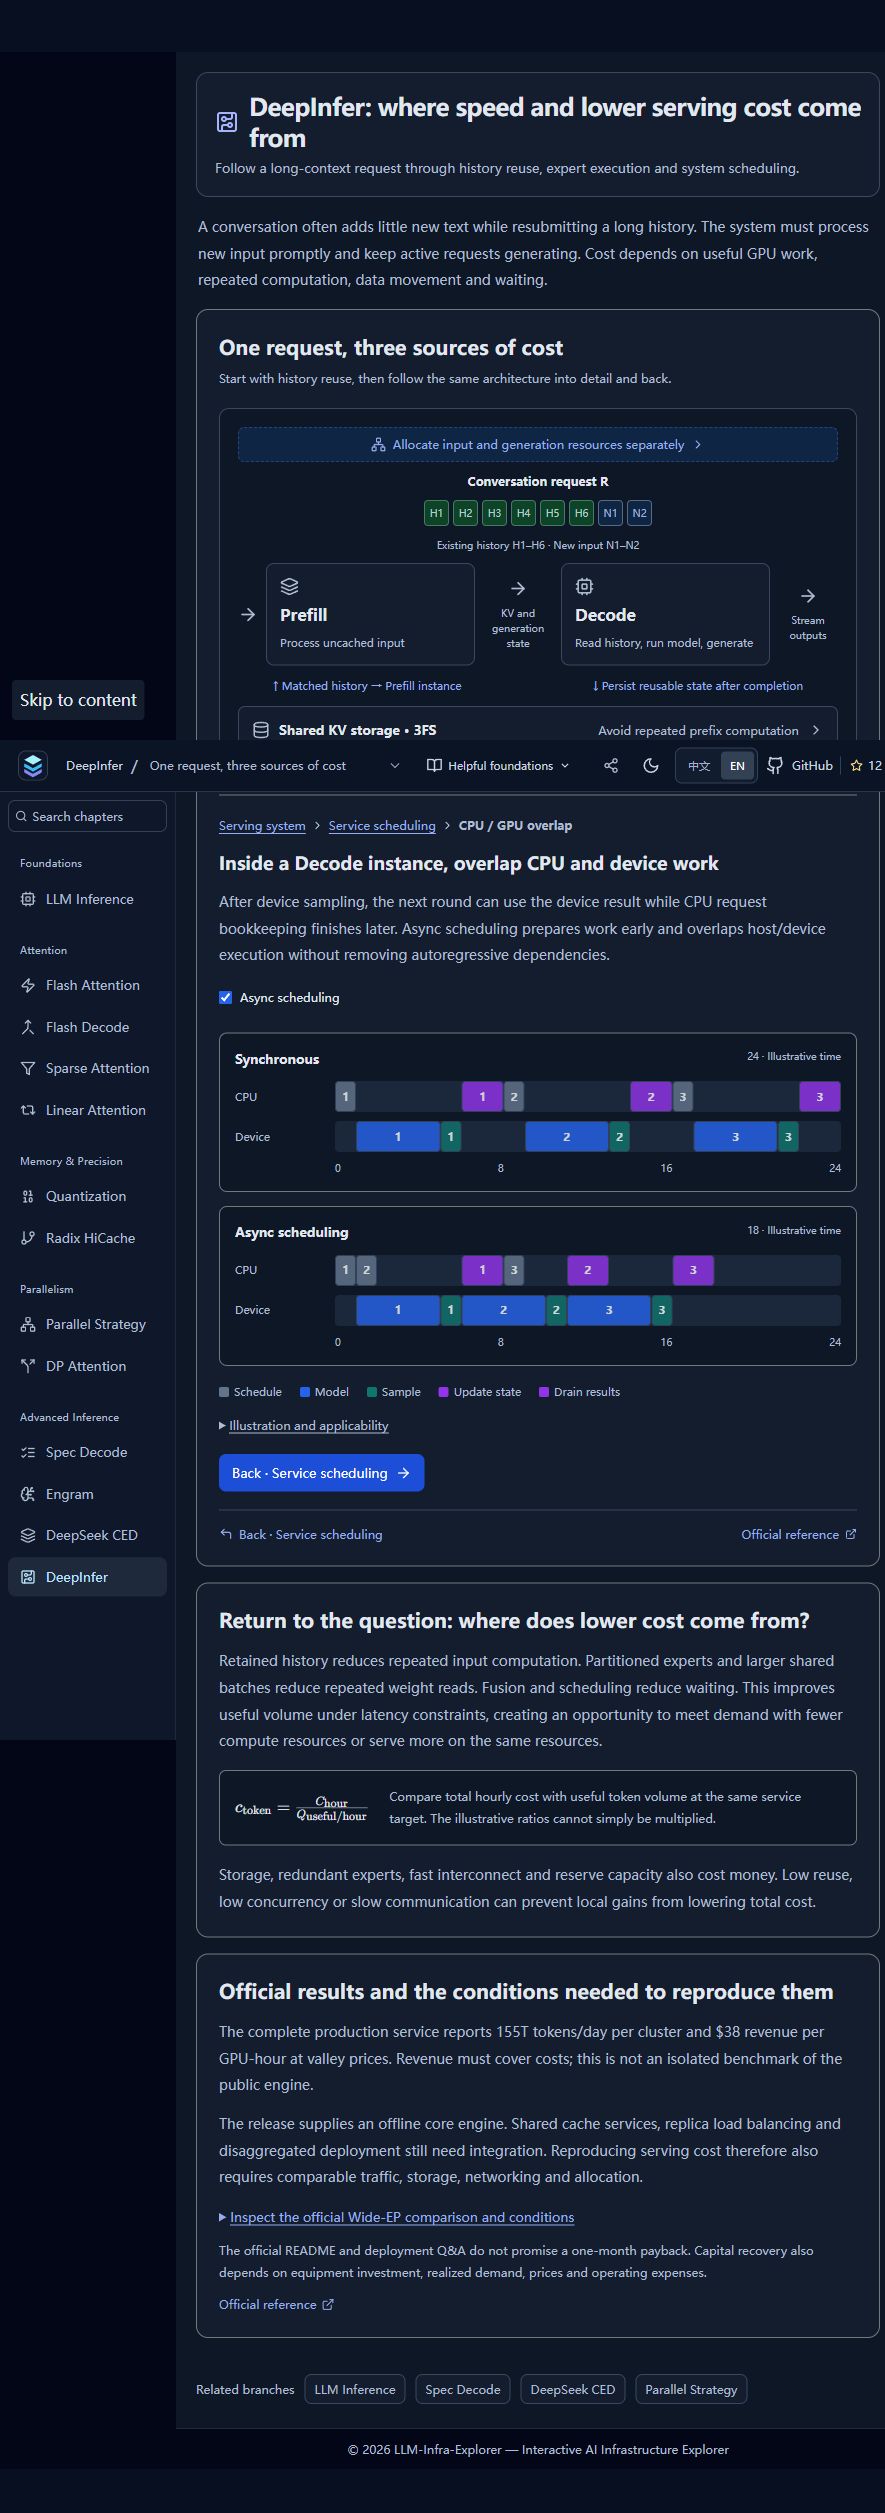 DeepInfer: where speed and lower serving cost come
from
Follow a long-context request through history reuse, expert execution and system scheduling.
A conversation often adds little new text while resubmitting a long history. The system must process
new input promptly and keep active requests generating. Cost depends on useful GPU work,
repeated computation, data movement and waiting.
One request, three sources of cost
Start with history reuse, then follow the same architecture into detail and back.
Allocate input and generation resources separately
Conversation request R
H1 H2 H3 H4 H5 H6 N1 N2
Existing history H1–H6 · New input N1–N2
Prefill
Process uncached input
KV and
generation
state
Decode
Read history, run model, generate
Stream
outputs
↑ Matched history → Prefill instance
↓ Persist reusable state after completion
Shared KV storage • 3FS
Avoid repeated prefix computation
Skip to content
DeepInfer / One request, three sources of cost
Helpful foundations
中文
EN
GitHub
12
Search chapters
Foundations
LLM Inference
Attention
Flash Attention
Flash Decode
Sparse Attention
Linear Attention
Memory & Precision
Quantization
Radix HiCache
Parallelism
Parallel Strategy
DP Attention
Advanced Inference
Spec Decode
Engram
DeepSeek CED
DeepInfer
Serving system > Service scheduling > CPU / GPU overlap
Inside a Decode instance, overlap CPU and device work
After device sampling, the next round can use the device result while CPU request
bookkeeping finishes later. Async scheduling prepares work early and overlaps host/device
execution without removing autoregressive dependencies.
Async scheduling
Synchronous
24 · Illustrative time
CPU 1 1 2 2 3 3
Device 1 1 2 2 3 3
0 8 16 24
Async scheduling
18 · Illustrative time
CPU 1 2 1 3 2 3
Device 1 1 2 2 3 3
0 8 16 24
Schedule Model Sample Update state Drain results
Illustration and applicability
Back · Service scheduling →
Back · Service scheduling
Official reference
Return to the question: where does lower cost come from?
Retained history reduces repeated input computation. Partitioned experts and larger shared
batches reduce repeated weight reads. Fusion and scheduling reduce waiting. This improves
useful volume under latency constraints, creating an opportunity to meet demand with fewer
compute resources or serve more on the same resources.
c_token = C_hour / Q_useful/hour
Compare total hourly cost with useful token volume at the same service
target. The illustrative ratios cannot simply be multiplied.
Storage, redundant experts, fast interconnect and reserve capacity also cost money. Low reuse,
low concurrency or slow communication can prevent local gains from lowering total cost.
Official results and the conditions needed to reproduce them
The complete production service reports 155T tokens/day per cluster and $38 revenue per
GPU-hour at valley prices. Revenue must cover costs; this is not an isolated benchmark of the
public engine.
The release supplies an offline core engine. Shared cache services, replica load balancing and
disaggregated deployment still need integration. Reproducing serving cost therefore also
requires comparable traffic, storage, networking and allocation.
Inspect the official Wide-EP comparison and conditions
The official README and deployment Q&A do not promise a one-month payback. Capital recovery also
depends on equipment investment, realized demand, prices and operating expenses.
Official reference
Related branches
LLM Inference
Spec Decode
DeepSeek CED
Parallel Strategy
© 2026 LLM-Infra-Explorer — Interactive AI Infrastructure Explorer